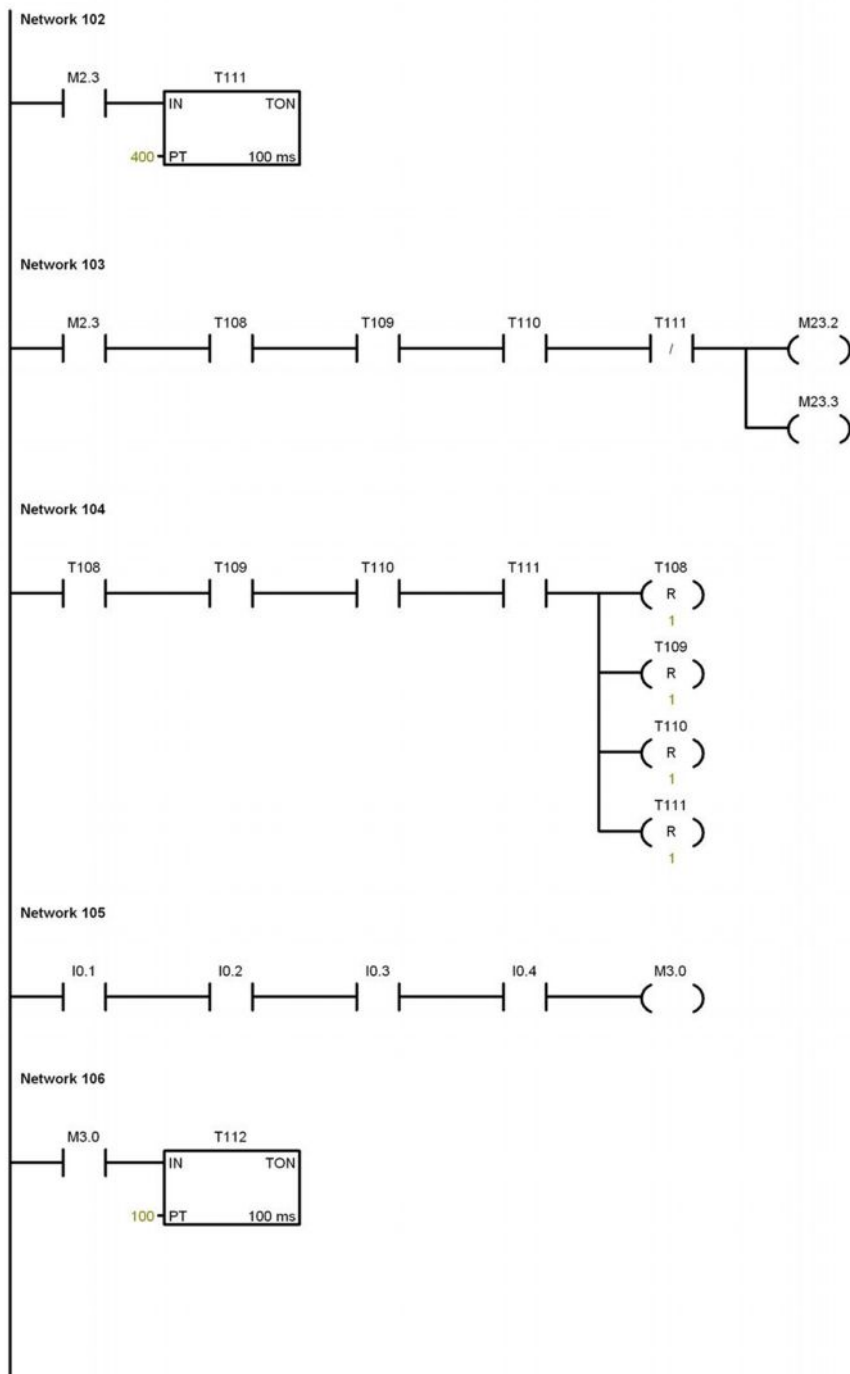 Network 102
M2.3 T111
IN TON
400 PT 100 ms
Network 103
M2.3 T108 T109 T110 T111 M23.2
/
M23.3
Network 104
T108 T109 T110 T111 T108
R
1
T109
R
1
T110
R
1
T111
R
1
Network 105
I0.1 I0.2 I0.3 I0.4 M3.0
Network 106
M3.0 T112
IN TON
100 PT 100 ms